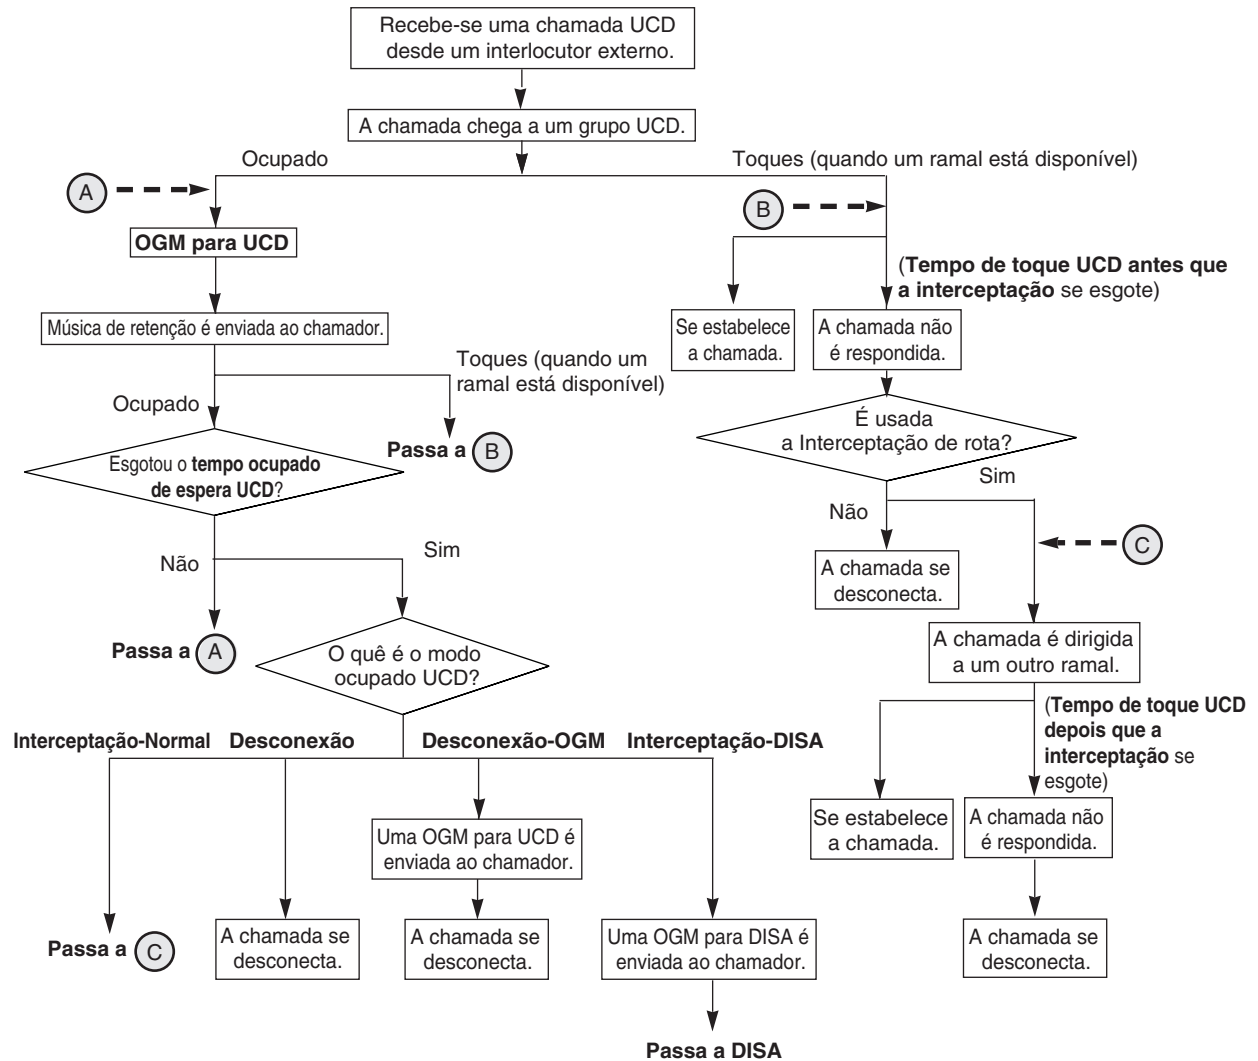 Recebe-se uma chamada UCD
desde um interlocutor externo.
A chamada chega a um grupo UCD.
Ocupado
Toques (quando um ramal está disponível)
A
B
OGM para UCD
(Tempo de toque UCD antes que
a interceptação se esgote)
Música de retenção é enviada ao chamador.
Se estabelece
a chamada.
A chamada não
é respondida.
Toques (quando um
ramal está disponível)
Ocupado
Passa a B
É usada
a Interceptação de rota?
Esgotou o tempo ocupado
de espera UCD?
Sim
Não
C
Não
Sim
A chamada se
desconecta.
Passa a A
O quê é o modo
ocupado UCD?
A chamada é dirigida
a um outro ramal.
(Tempo de toque UCD
depois que a
interceptação se
esgote)
Interceptação-Normal
Desconexão
Desconexão-OGM
Interceptação-DISA
Uma OGM para UCD é
enviada ao chamador.
Se estabelece
a chamada.
A chamada não
é respondida.
Passa a C
A chamada se
desconecta.
A chamada se
desconecta.
Uma OGM para DISA é
enviada ao chamador.
A chamada se
desconecta.
Passa a DISA